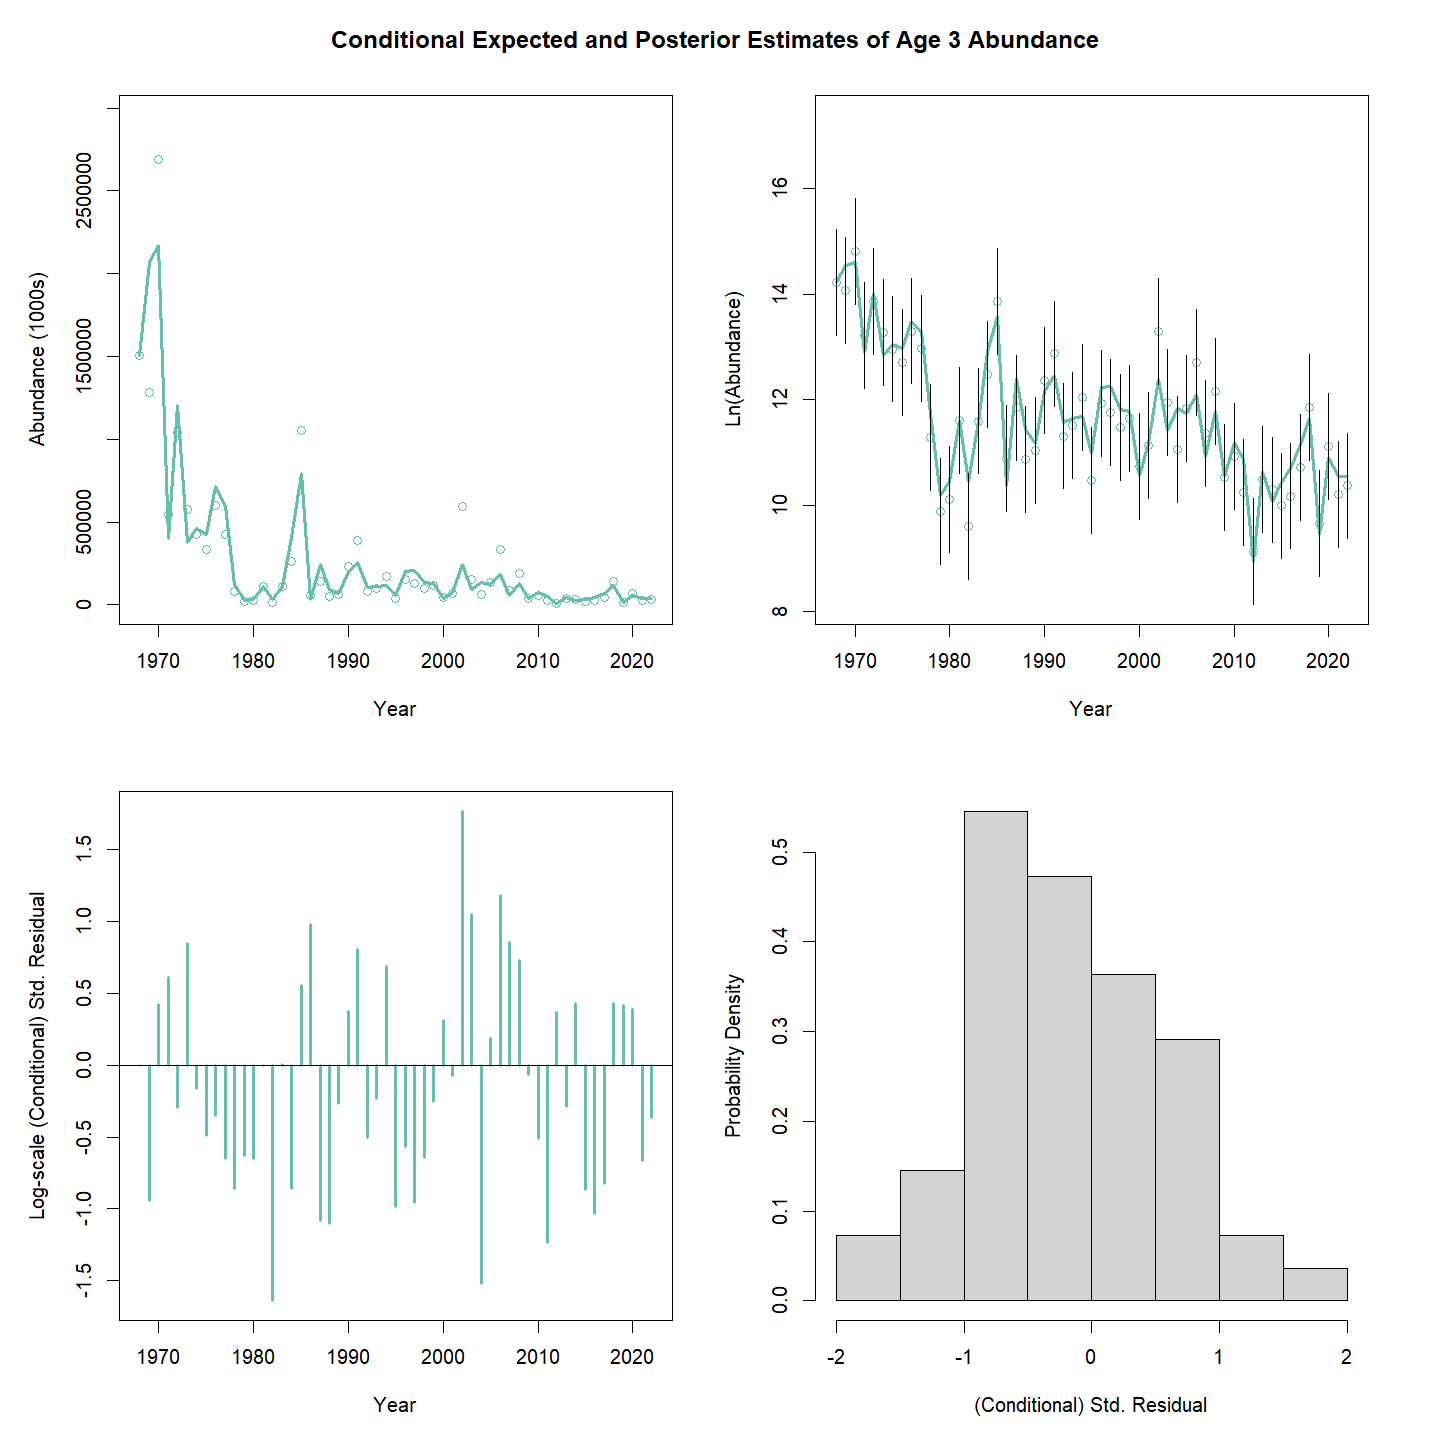 Conditional Expected and Posterior Estimates of Age 3 Abundance
Abundance (1000s)
0
500000
1500000
2500000
1970 1980 1990 2000 2010 2020
Year
Ln(Abundance)
8
10
12
14
16
1970 1980 1990 2000 2010 2020
Year
Log-scale (Conditional) Std. Residual
-1.5
-1.0
-0.5
0.0
0.5
1.0
1.5
1970 1980 1990 2000 2010 2020
Year
Probability Density
0.0
0.1
0.2
0.3
0.4
0.5
-2 -1 0 1 2
(Conditional) Std. Residual